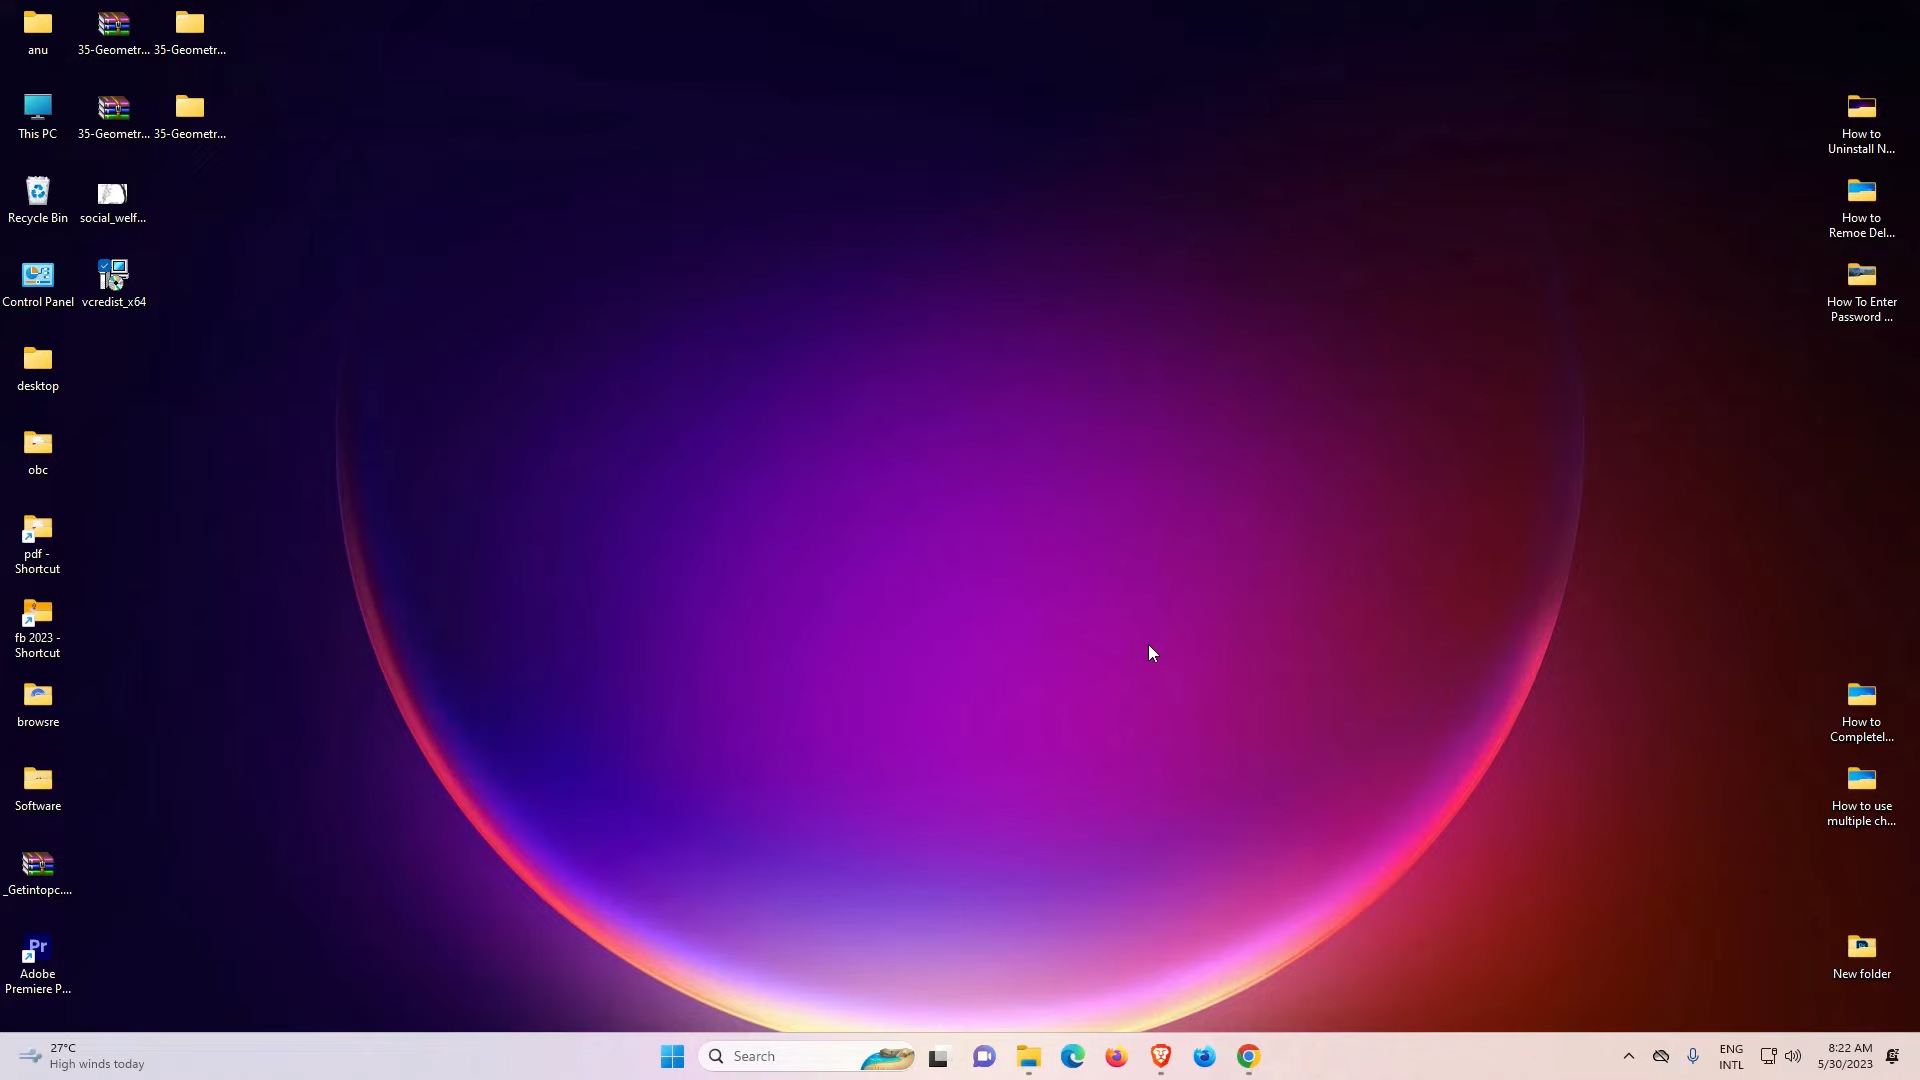 anu
35-Geometr...
35-Geometr...
This PC
35-Geometr...
35-Geometr...
Recycle Bin
social_welf...
Control Panel
vcredist_x64
desktop
obc
pdf -
Shortcut
fb 2023 -
Shortcut
browsre
Software
_Getintopc....
Pr
Adobe
Premiere P...
How to
Uninstall N...
How to
Remoe Del...
How To Enter
Password ...
How to
Completel...
How to use
multiple ch...
New folder
27°C
High winds today
Search
ENG
INTL
8:22 AM
5/30/2023